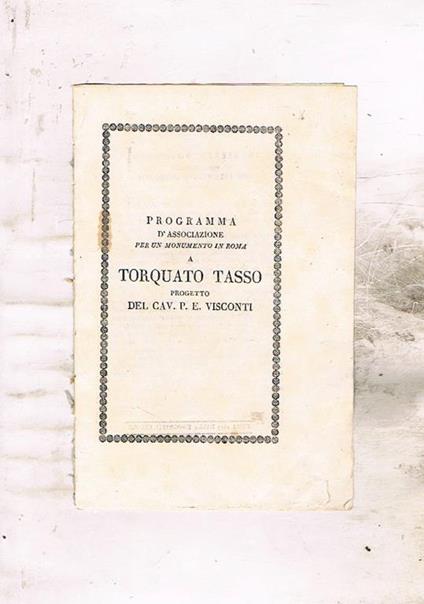 PROGRAMMA
D'ASSOCIAZIONE
PER UN MONUMENTO IN ROMA
A
TORQUATO TASSO
PROGETTO
DEL CAV. P. E. VISCONTI